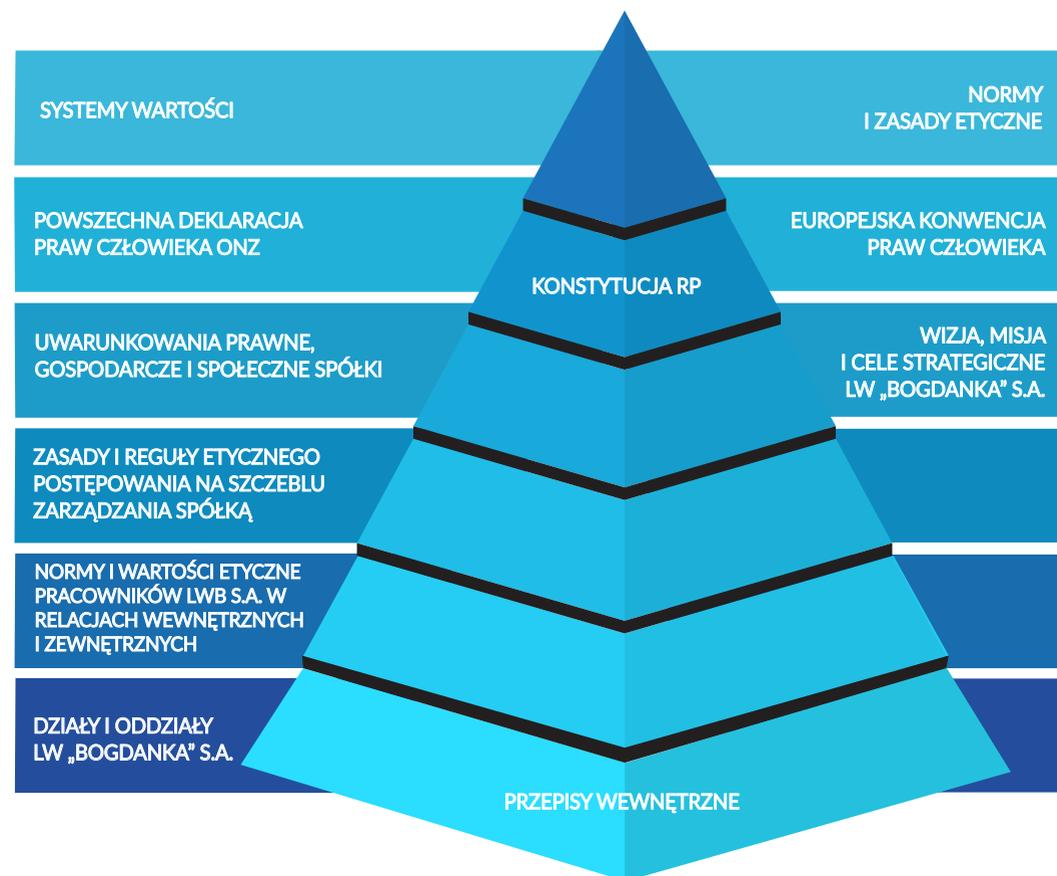 SYSTEMY WARTOŚCI
NORMY
I ZASADY ETYCZNE
POWSZECHNA DEKLARACJA
PRAW CZŁOWIEKA ONZ
EUROPEJSKA KONWENCJA
PRAW CZŁOWIEKA
KONSTYTUCJA RP
UWARUNKOWANIA PRAWNE,
GOSPODARCZE I SPOŁECZNE SPÓŁKI
WIZJA, MISJA
I CELE STRATEGICZNE
LW „BOGDANKA” S.A.
ZASADY I REGUŁY ETYCZNEGO
POSTĘPOWANIA NA SZCZEBLU
ZARZĄDZANIA SPÓŁKĄ
NORMY I WARTOŚCI ETYCZNE
PRACOWNIKÓW LWB S.A. W
RELACJACH WEWNĘTRZNYCH
I ZEWNĘTRZNYCH
DZIAŁY I ODDZIAŁY
LW „BOGDANKA” S.A.
PRZEPISY WEWNĘTRZNE